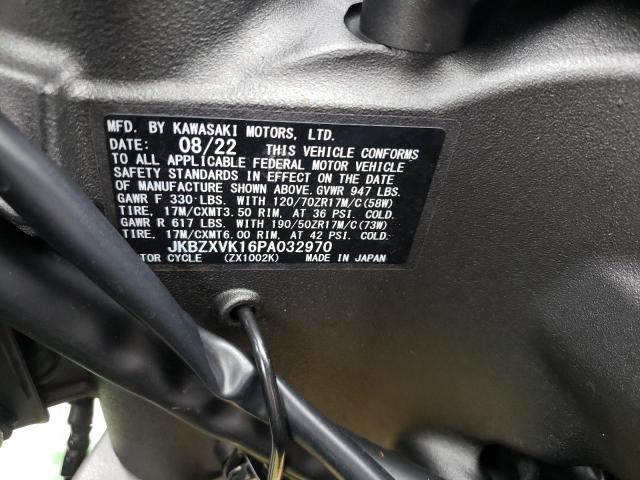 MFD. BY KAWASAKI MOTORS, LTD.
DATE: 08/22 THIS VEHICLE CONFORMS
TO ALL APPLICABLE FEDERAL MOTOR VEHICLE
SAFETY STANDARDS IN EFFECT ON THE DATE
OF MANUFACTURE SHOWN ABOVE. GVWR 947 LBS.
GAWR F 330 LBS. WITH 120/70ZR17M/C(58W)
TIRE, 17M/CXMT3.50 RIM, AT 36 PSI. COLD.
GAWR R 617 LBS. WITH 190/50ZR17M/C(73W)
TIRE, 17M/CXMT6.00 RIM, AT 42 PSI. COLD.
JKBZXVK16PA032970
TOR CYCLE (ZX1002K) MADE IN JAPAN